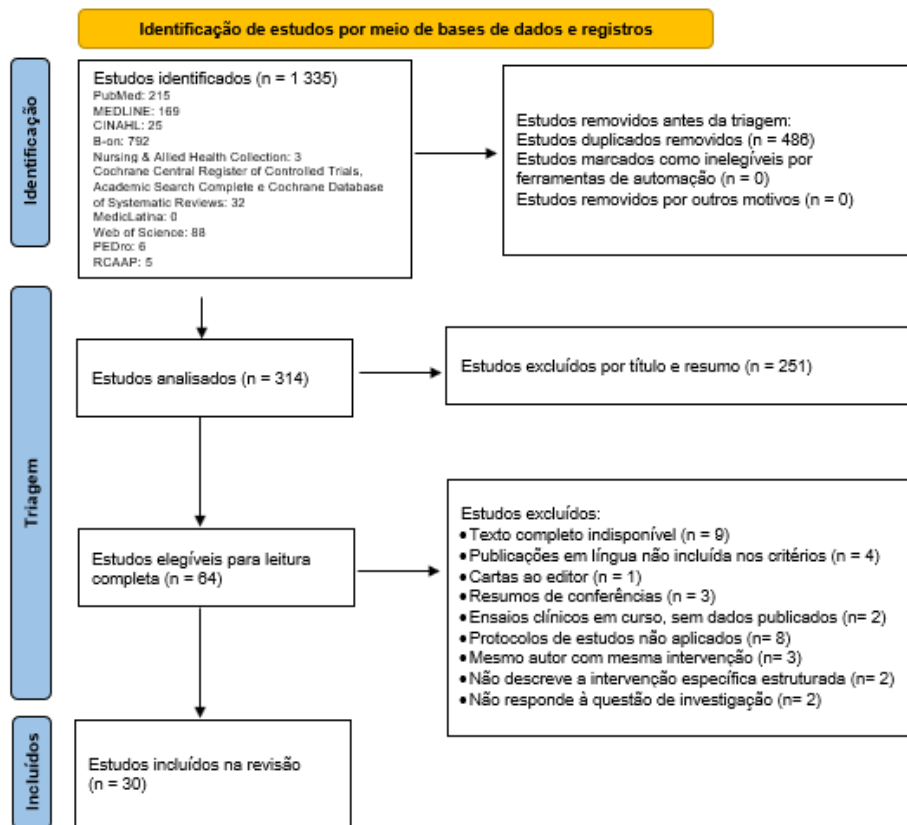 Identificação de estudos por meio de bases de dados e registros
Identificação
Estudos identificados (n = 1 335)
PubMed: 215
MEDLINE: 169
CINAHL: 25
B-on: 792
Nursing & Allied Health Collection: 3
Cochrane Central Register of Controlled Trials,
Academic Search Complete e Cochrane Database
of Systematic Reviews: 32
MedicLatina: 0
Web of Science: 88
PEDro: 6
RCAAP: 5
Estudos removidos antes da triagem:
Estudos duplicados removidos (n = 486)
Estudos marcados como inelegíveis por
ferramentas de automação (n = 0)
Estudos removidos por outros motivos (n = 0)
Triagem
Estudos analisados (n = 314)
Estudos excluídos por título e resumo (n = 251)
Estudos elegíveis para leitura
completa (n = 64)
Estudos excluídos:
●Texto completo indisponível (n = 9)
●Publicações em língua não incluída nos critérios (n = 4)
●Cartas ao editor (n = 1)
●Resumos de conferências (n = 3)
●Ensaios clínicos em curso, sem dados publicados (n= 2)
●Protocolos de estudos não aplicados (n= 8)
●Mesmo autor com mesma intervenção (n= 3)
●Não descreve a intervenção específica estruturada (n= 2)
●Não responde à questão de investigação (n= 2)
Incluídos
Estudos incluídos na revisão
(n = 30)